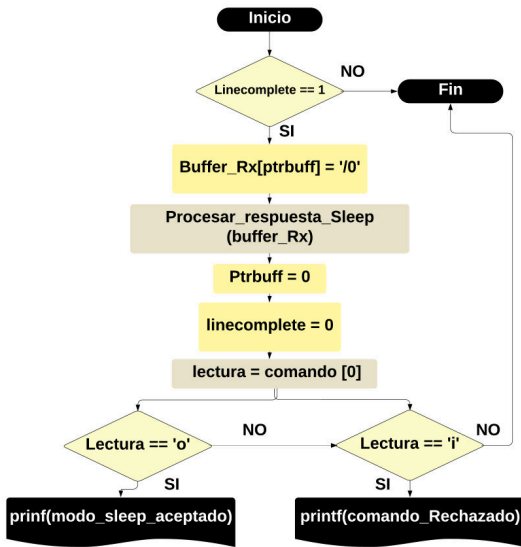 Inicio
Linecomplete == 1
NO
Fin
SI
Buffer_Rx[ptrbuff] = '/0'
Procesar_respuesta_Sleep
(buffer_Rx)
Ptrbuff = 0
linecomplete = 0
lectura = comando [0]
Lectura == 'o'
NO
Lectura == 'i'
NO
SI
SI
prinf(modo_sleep_aceptado)
printf(comando_Rechazado)